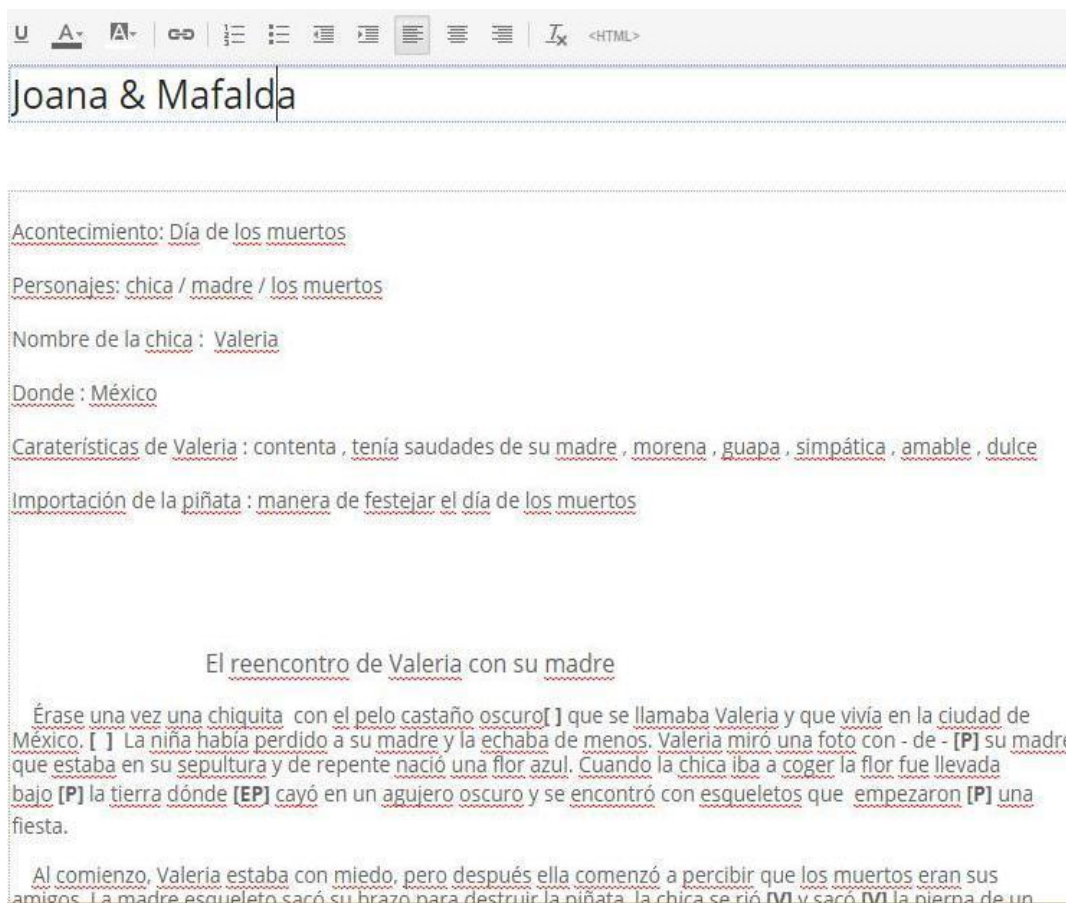 U A A <HTML>
Joana & Mafalda
Acontecimiento: Día de los muertos
Personajes: chica / madre / los muertos
Nombre de la chica : Valeria
Donde : México
Caraterísticas de Valeria : contenta , tenía saudades de su madre , morena , guapa , simpática , amable , dulce
Importación de la piñata : manera de festejar el día de los muertos
El reencontro de Valeria con su madre
Érase una vez una chiquita con el pelo castaño oscuro[ ] que se llamaba Valeria y que vivía en la ciudad de
México. [ ] La niña había perdido a su madre y la echaba de menos. Valeria miró una foto con - de - [P] su madre
que estaba en su sepultura y de repente nació una flor azul. Cuando la chica iba a coger la flor fue llevada
bajo [P] la tierra dónde [EP] cayó en un agujero oscuro y se encontró con esqueletos que empezaron [P] una
fiesta.
Al comienzo, Valeria estaba con miedo, pero después ella comenzó a percibir que los muertos eran sus
amigos. La madre esqueleto sacó su brazo para destruir la piñata, la chica se rió [V] y sacó [V] la pierna de un